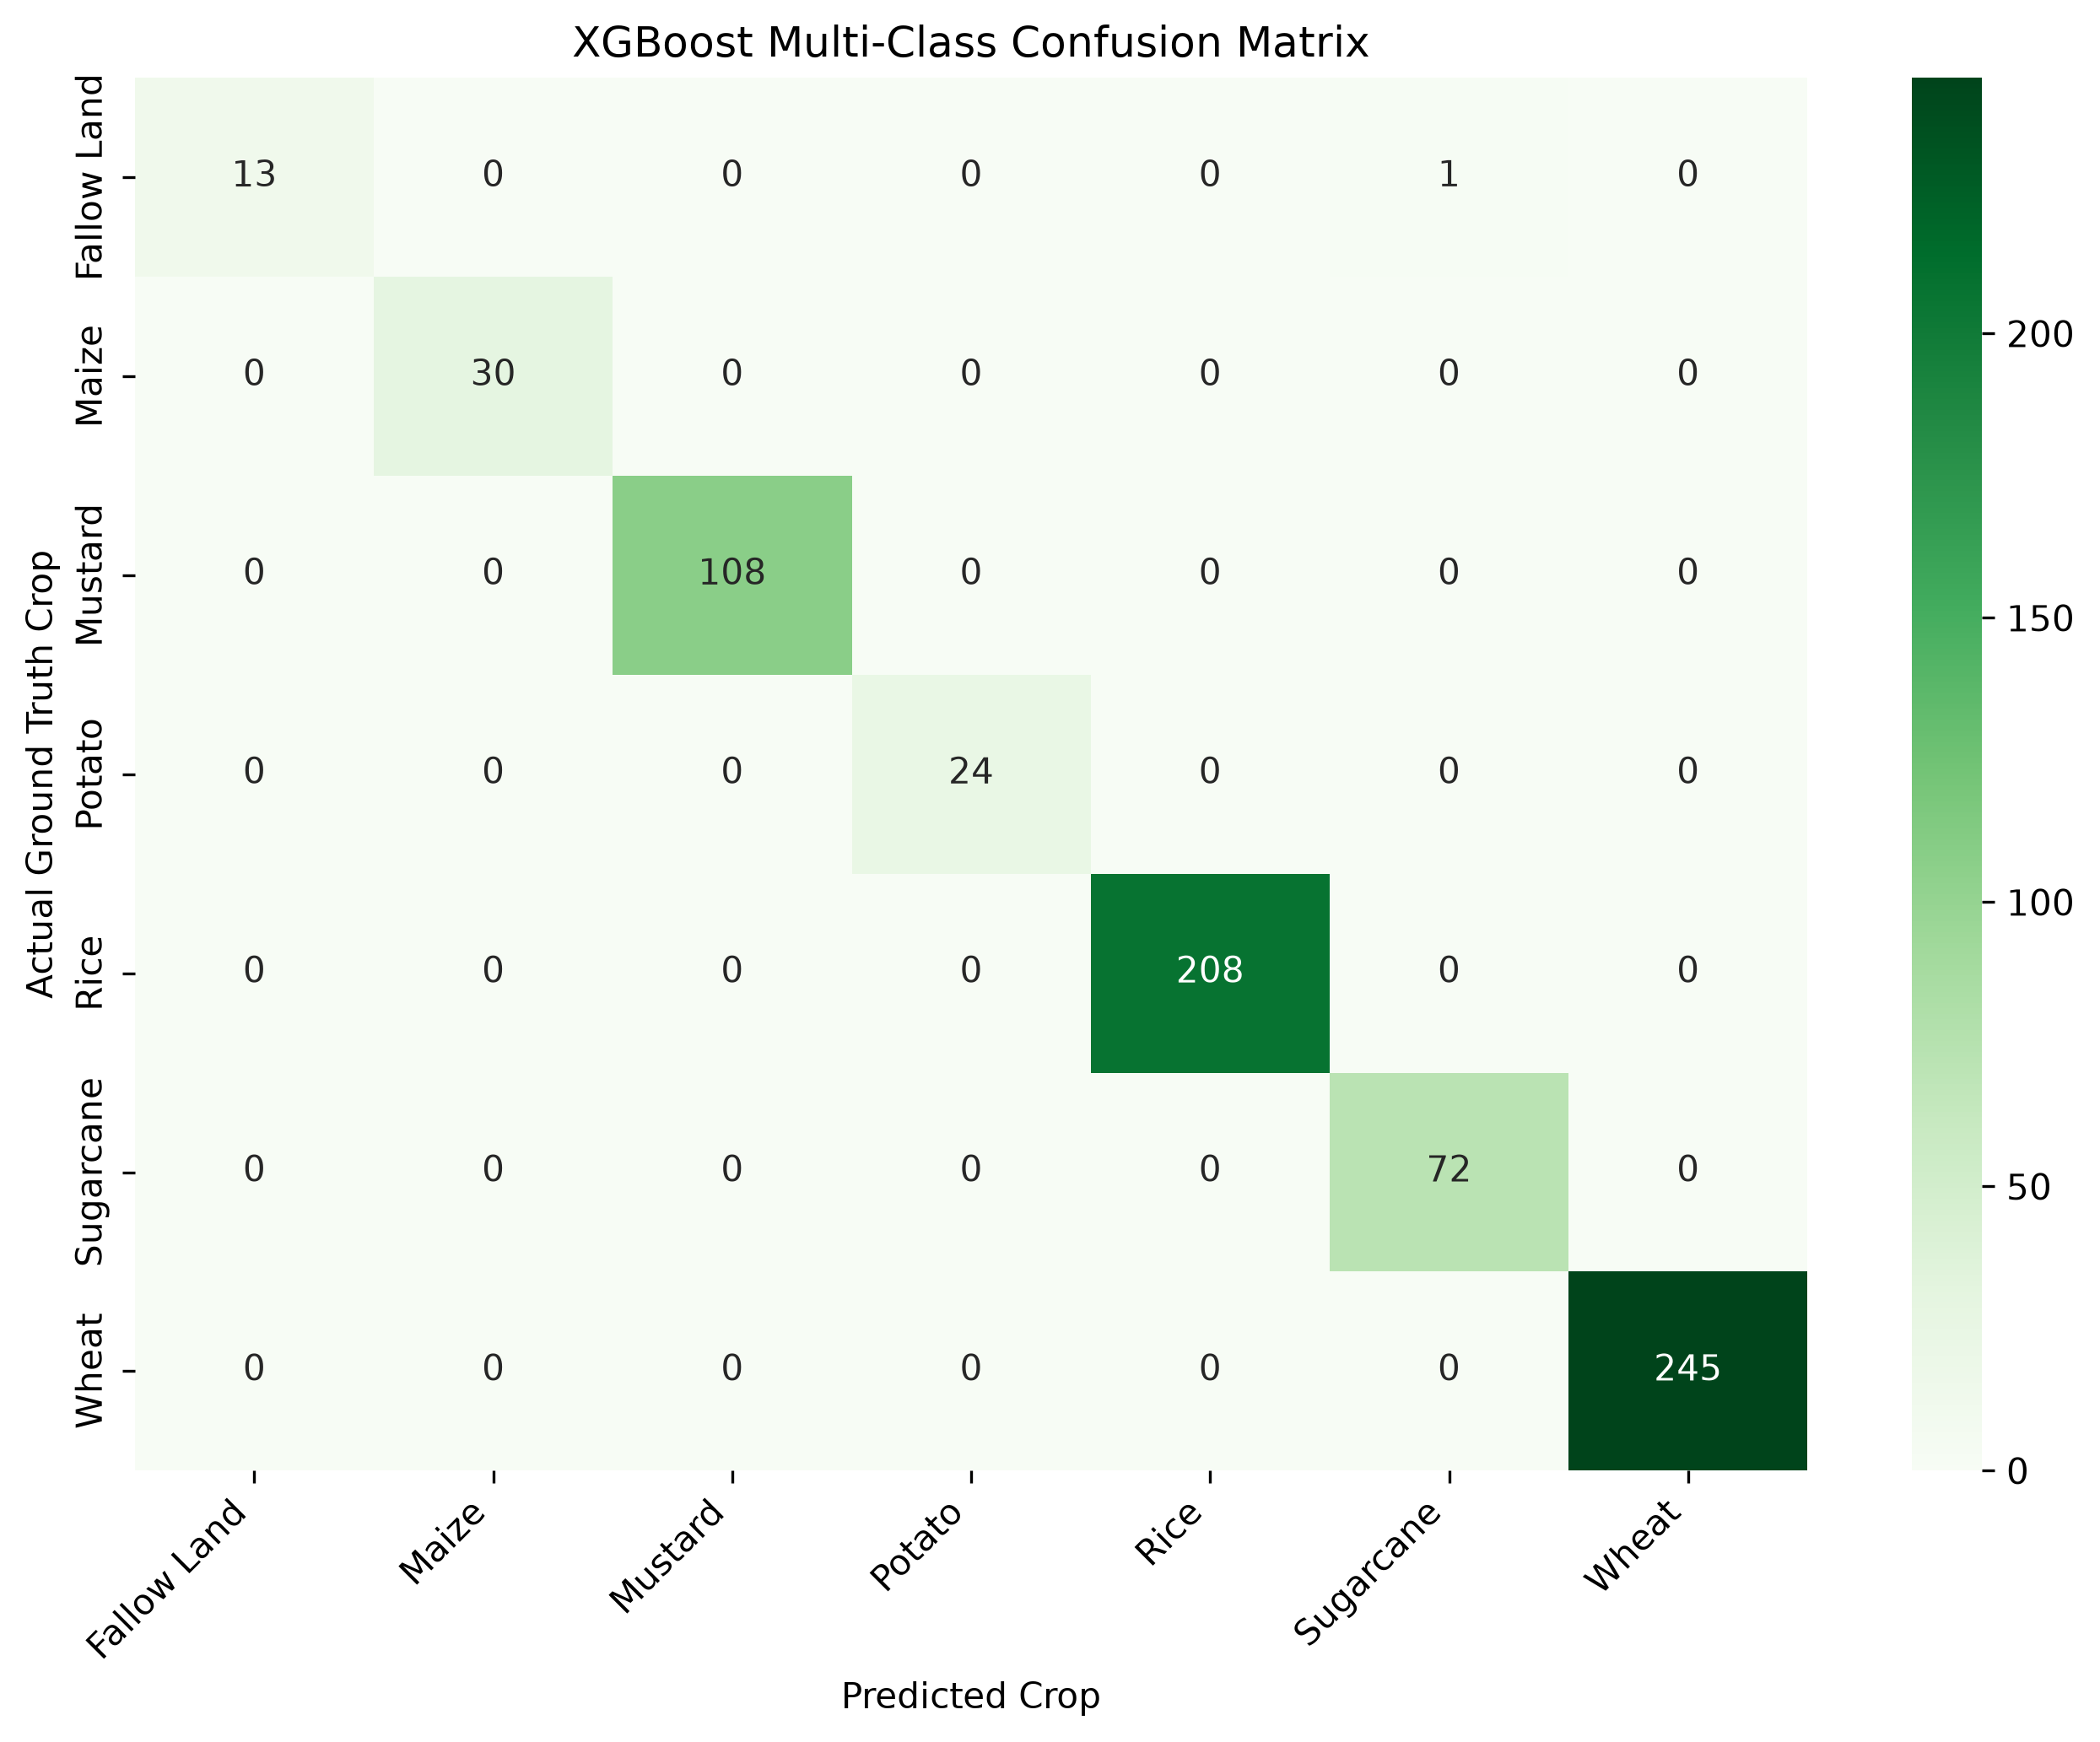 XGBoost Multi-Class Confusion Matrix
Actual Ground Truth Crop
Fallow Land 13 0 0 0 0 1 0
Maize 0 30 0 0 0 0 0
Mustard 0 0 108 0 0 0 0
Potato 0 0 0 24 0 0 0
Rice 0 0 0 0 208 0 0
Sugarcane 0 0 0 0 0 72 0
Wheat 0 0 0 0 0 0 245
Fallow Land Maize Mustard Potato Rice Sugarcane Wheat
Predicted Crop
200
150
100
50
0